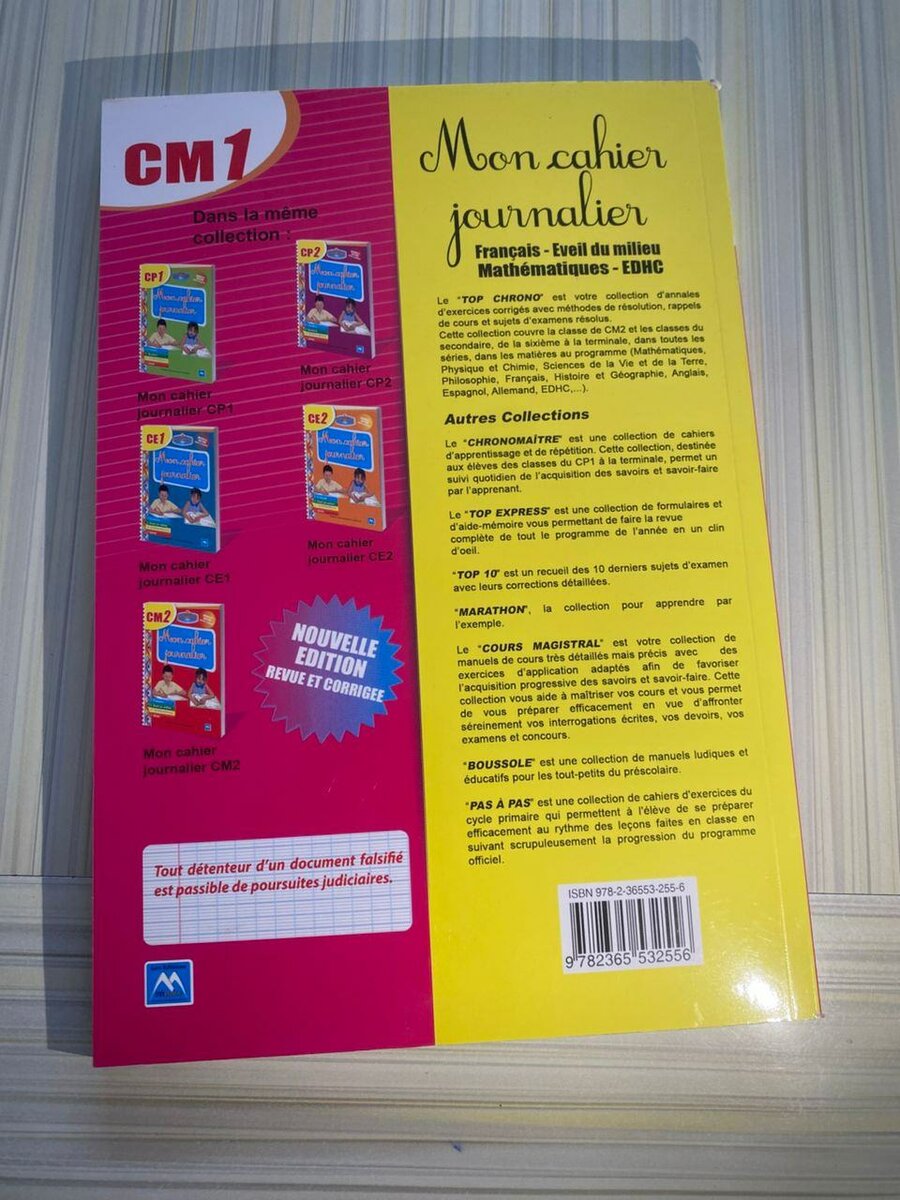 CM1
Dans la même
collection :
CP1
Mon cahier
journalier
Mon cahier
journalier CP1
CP2
Mon cahier
journalier
Mon cahier
journalier CP2
CE1
Mon cahier
journalier
Mon cahier
journalier CE1
CE2
Mon cahier
journalier
Mon cahier
journalier CE2
CM2
Mon cahier
journalier
Mon cahier
journalier CM2
NOUVELLE
EDITION
REVUE ET CORRIGEE
Tout détenteur d'un document falsifié
est passible de poursuites judiciaires.
Mon cahier
journalier
Français - Eveil du milieu
Mathématiques - EDHC
Le "TOP CHRONO" est votre collection d'annales
d'exercices corrigés avec méthodes de résolution, rappels
de cours et sujets d'examens résolus.
Cette collection couvre la classe de CM2 et les classes du
secondaire, de la sixième à la terminale, dans toutes les
séries, dans les matières au programme (Mathématiques,
Physique et Chimie, Sciences de la Vie et de la Terre,
Philosophie, Français, Histoire et Géographie, Anglais,
Espagnol, Allemand, EDHC,...).
Autres Collections
Le "CHRONOMAÎTRE" est une collection de cahiers
d'apprentissage et de répétition. Cette collection, destinée
aux élèves des classes du CP1 à la terminale, permet un
suivi quotidien de l'acquisition des savoirs et savoir-faire
par l'apprenant.
Le "TOP EXPRESS" est une collection de formulaires et
d'aide-mémoire vous permettant de faire la revue
complète de tout le programme de l'année en un clin
d'oeil.
"TOP 10" est un recueil des 10 derniers sujets d'examen
avec leurs corrections détaillées.
"MARATHON", la collection pour apprendre par
l'exemple.
Le "COURS MAGISTRAL" est votre collection de
manuels de cours très détaillés mais précis avec des
exercices d'application adaptés afin de favoriser
l'acquisition progressive des savoirs et savoir-faire. Cette
collection vous aide à maîtriser vos cours et vous permet
de vous préparer efficacement en vue d'affronter
séreinement vos interrogations écrites, vos devoirs, vos
examens et concours.
"BOUSSOLE" est une collection de manuels ludiques et
éducatifs pour les tout-petits du préscolaire.
"PAS À PAS" est une collection de cahiers d'exercices du
cycle primaire qui permettent à l'élève de se préparer
efficacement au rythme des leçons faites en classe en
suivant scrupuleusement la progression du programme
officiel.
ISBN 978-2-36553-255-6
9 782365 532556